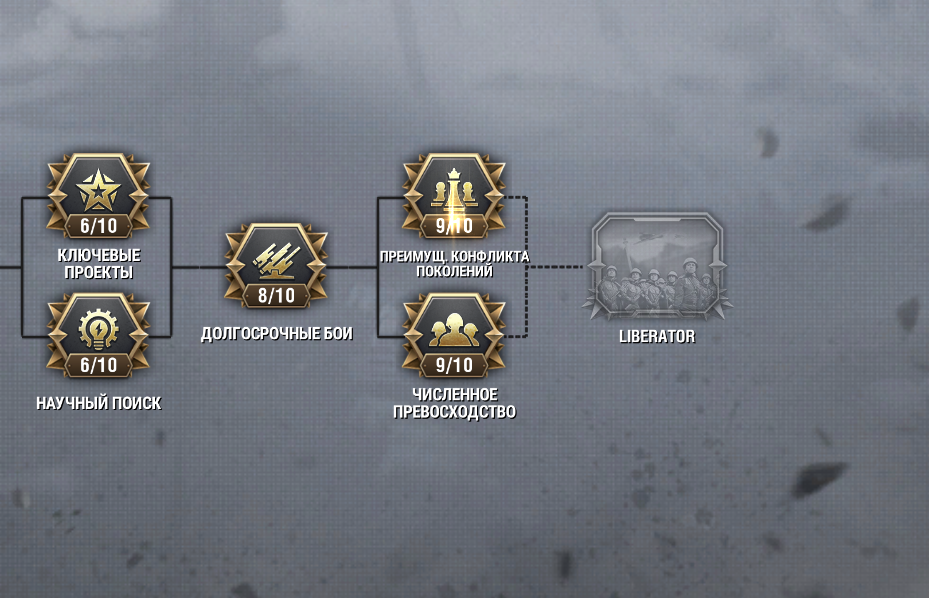 6/10
КЛЮЧЕВЫЕ
ПРОЕКТЫ
6/10
НАУЧНЫЙ ПОИСК
8/10
ДОЛГОСРОЧНЫЕ БОИ
9/10
ПРЕИМУЩ. КОНФЛИКТА
ПОКОЛЕНИЙ
9/10
ЧИСЛЕННОЕ
ПРЕВОСХОДСТВО
LIBERATOR